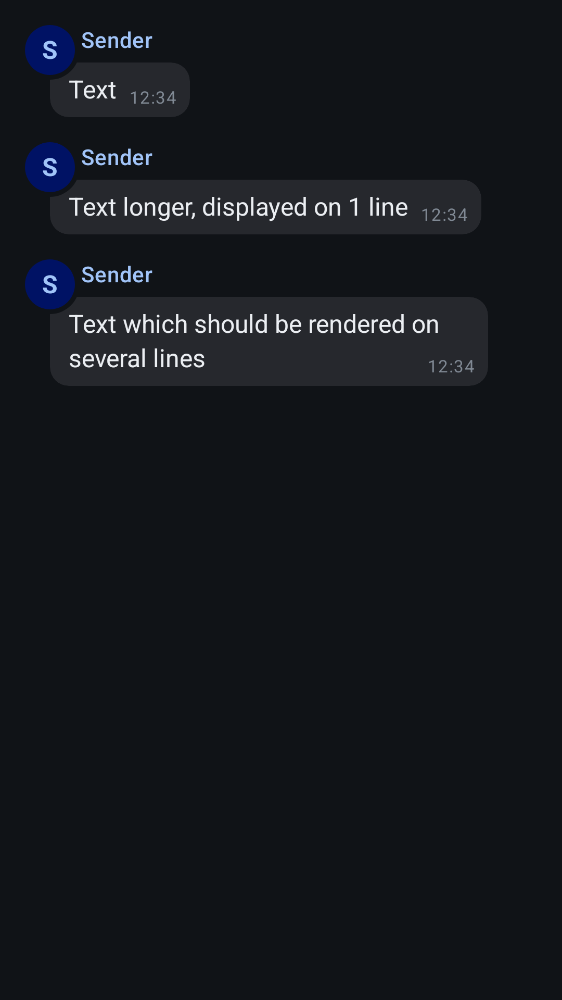 S Sender
Text 12:34
S Sender
Text longer, displayed on 1 line 12:34
S Sender
Text which should be rendered on
several lines 12:34